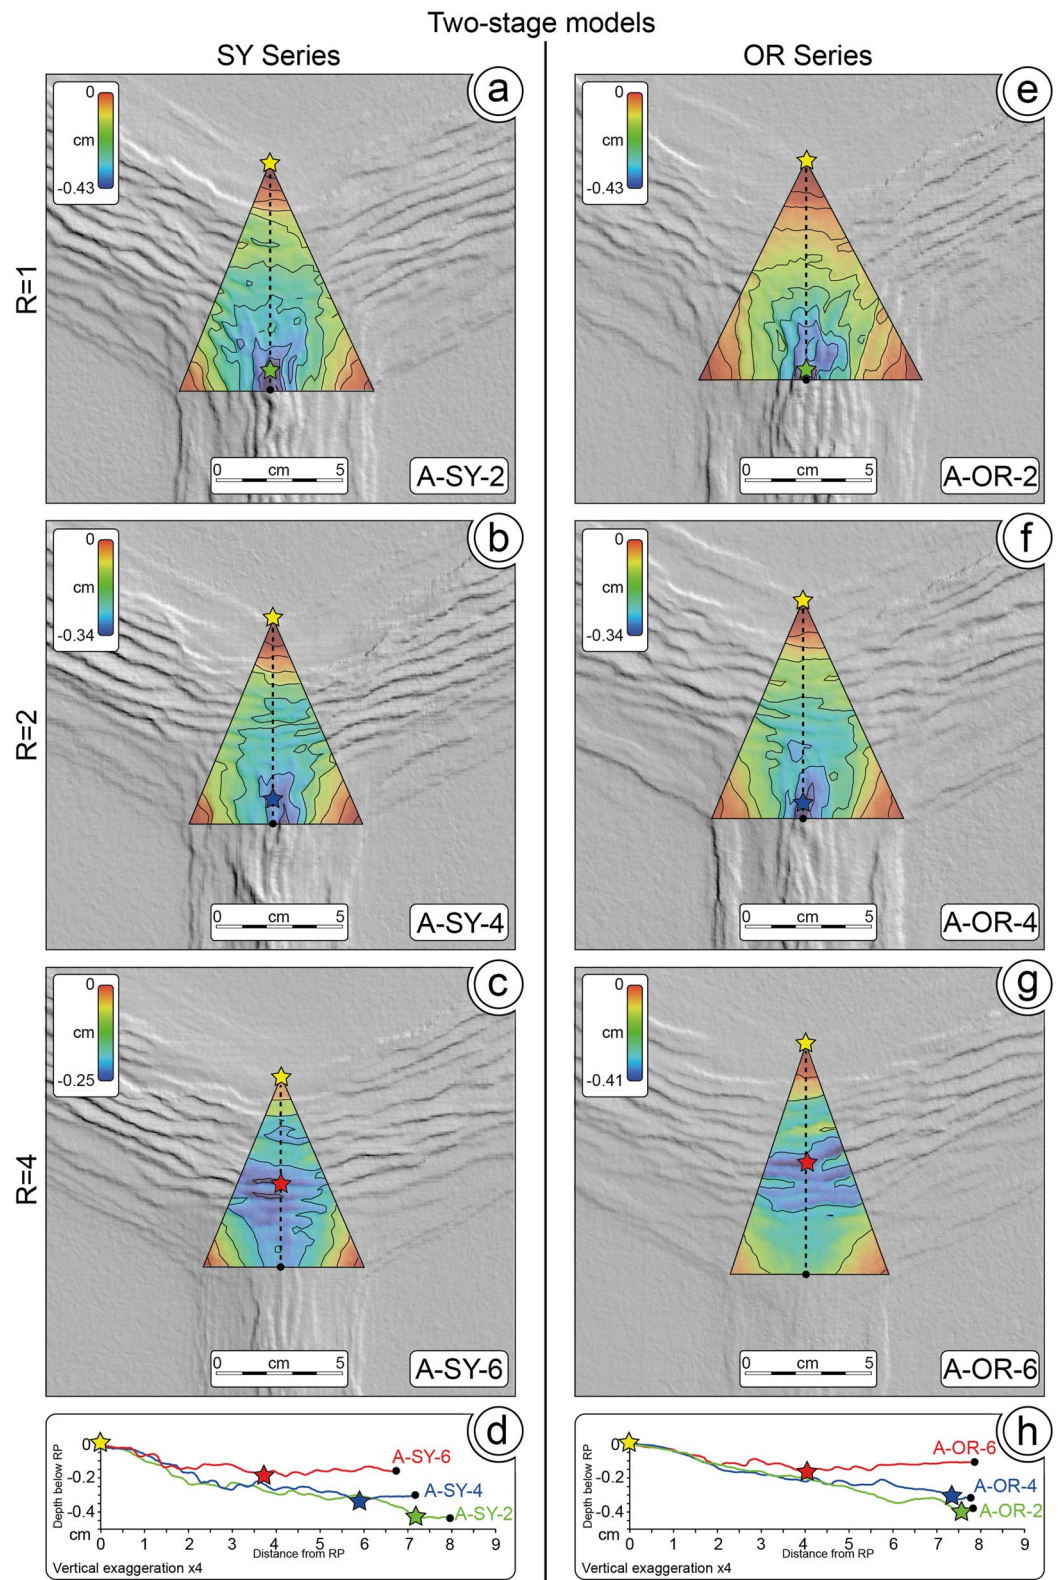 Two-stage models
SY Series
OR Series
R=1
a
0
cm
-0.43
0 cm 5
A-SY-2
e
0
cm
-0.43
0 cm 5
A-OR-2
R=2
b
0
cm
-0.34
0 cm 5
A-SY-4
f
0
cm
-0.34
0 cm 5
A-OR-4
R=4
c
0
cm
-0.25
0 cm 5
A-SY-6
g
0
cm
-0.41
0 cm 5
A-OR-6
d
Depth below RP
0
-0.2
-0.4
cm
A-SY-6
A-SY-4
A-SY-2
0 1 2 3 4 5 6 7 8 9
Distance from RP
Vertical exaggeration x4
h
Depth below RP
0
-0.2
-0.4
cm
A-OR-6
A-OR-4
A-OR-2
0 1 2 3 4 5 6 7 8 9
Distance from RP
Vertical exaggeration x4